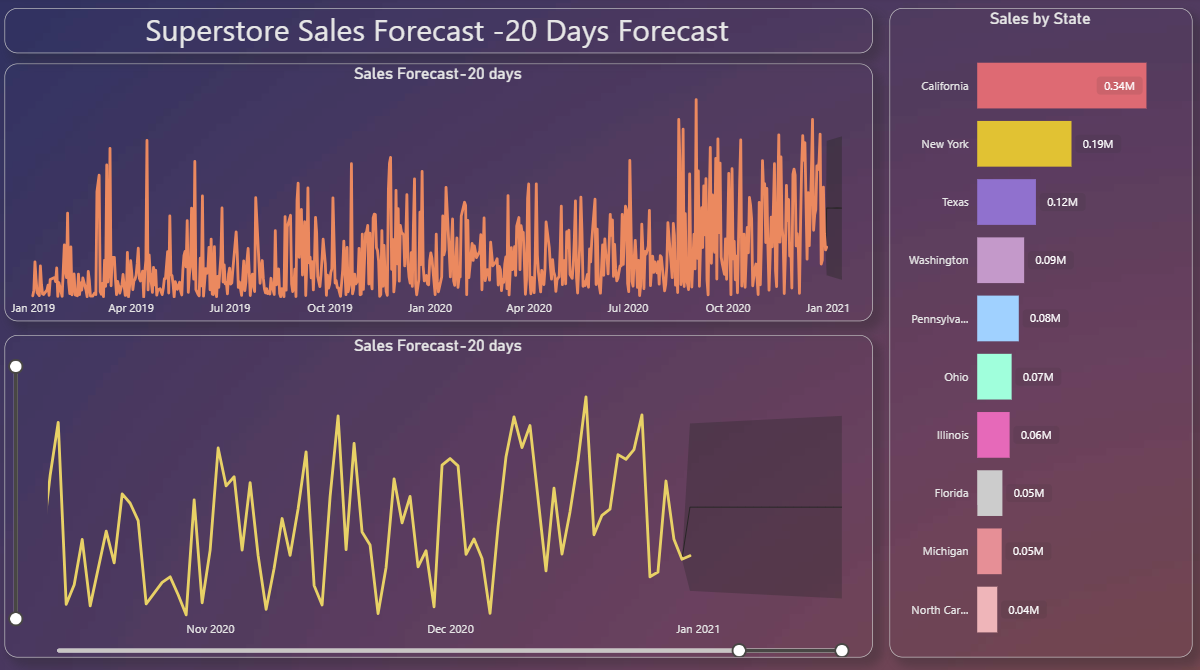 Superstore Sales Forecast -20 Days Forecast
Sales Forecast-20 days
Jan 2019 Apr 2019 Jul 2019 Oct 2019 Jan 2020 Apr 2020 Jul 2020 Oct 2020 Jan 2021
Sales Forecast-20 days
Nov 2020 Dec 2020 Jan 2021
Sales by State
California 0.34M
New York 0.19M
Texas 0.12M
Washington 0.09M
Pennsylva... 0.08M
Ohio 0.07M
Illinois 0.06M
Florida 0.05M
Michigan 0.05M
North Car... 0.04M